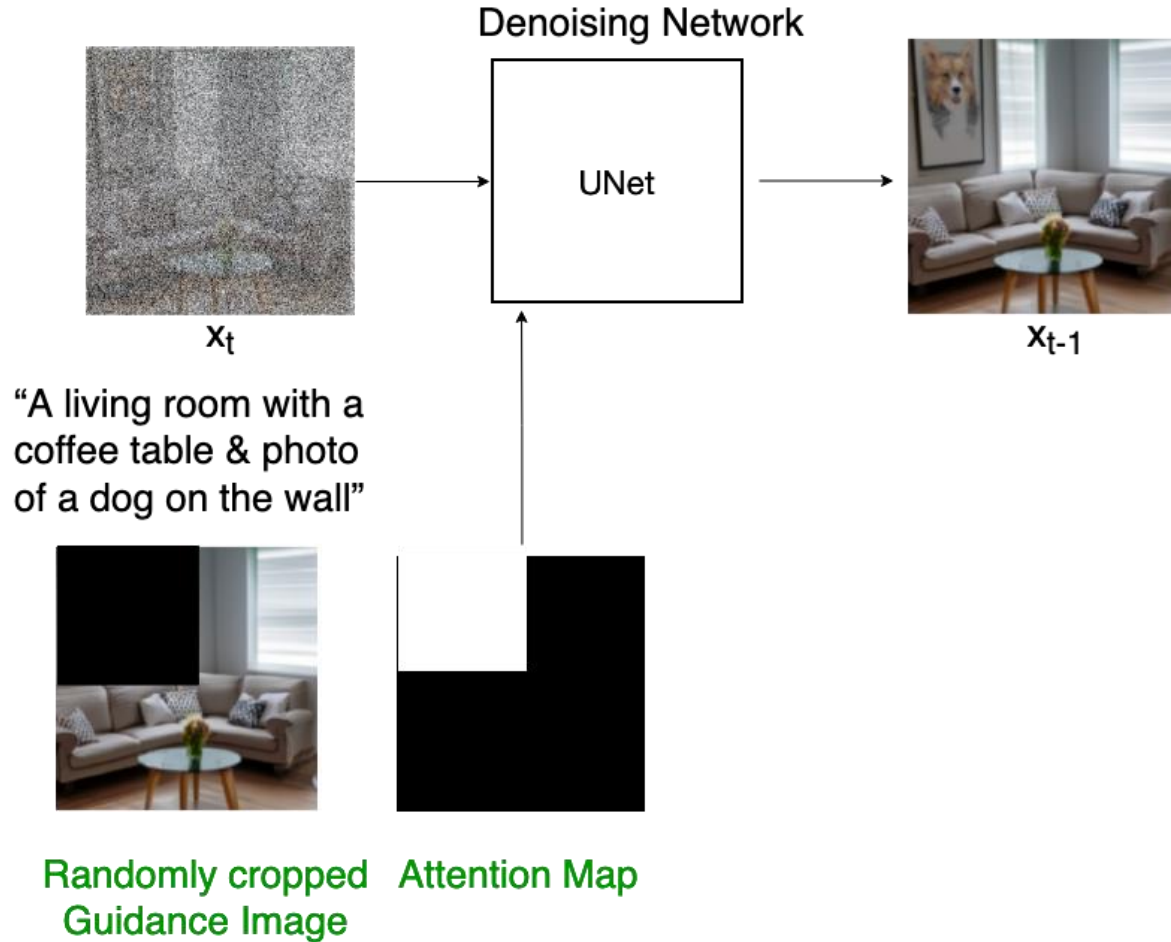 Denoising Network
UNet
xt
xt-1
“A living room with a
coffee table & photo
of a dog on the wall”
Randomly cropped
Guidance Image
Attention Map